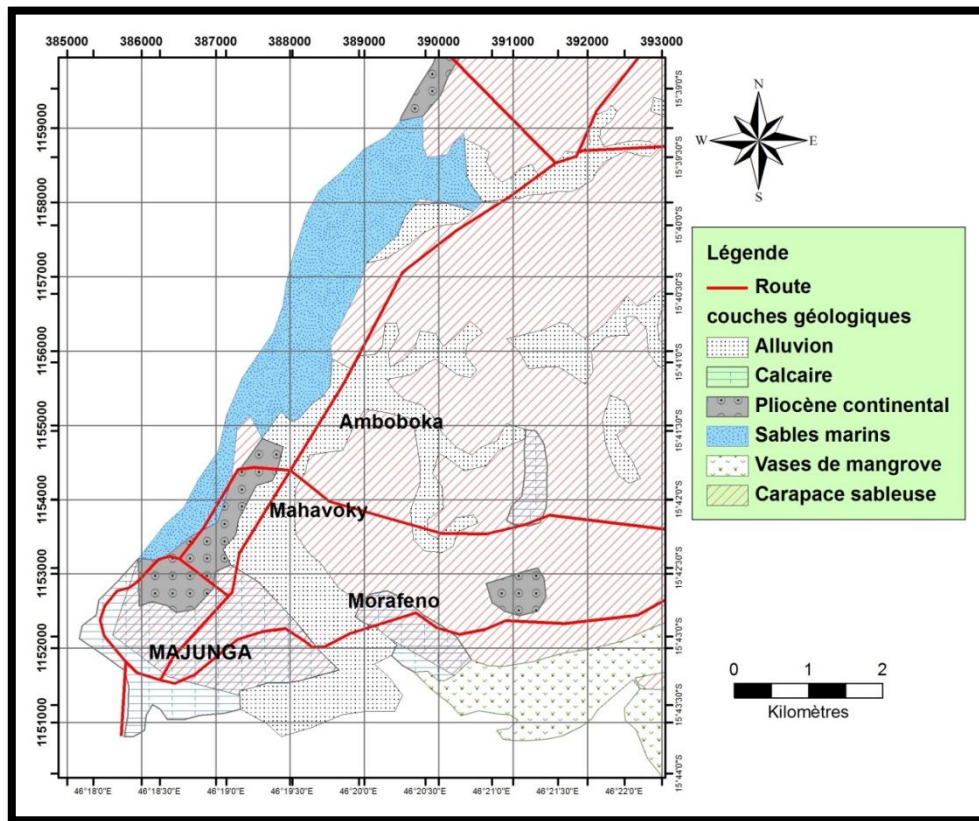 385000 386000 387000 388000 389000 390000 391000 392000 393000
1159000
1158000
1157000
1156000
1155000
1154000
1153000
1152000
1151000
15°39'0"S
15°39'30"S
15°40'0"S
15°40'30"S
15°41'0"S
15°41'30"S
15°42'0"S
15°42'30"S
15°43'0"S
15°43'30"S
15°44'0"S
Amboboka
Mahavoky
Morafeno
MAJUNGA
46°18'0"E 46°18'30"E 46°19'0"E 46°19'30"E 46°20'0"E 46°20'30"E 46°21'0"E 46°21'30"E 46°22'0"E
N
W E
S
Légende
Route
couches géologiques
Alluvion
Calcaire
Pliocène continental
Sables marins
Vases de mangrove
Carapace sableuse
0 1 2
Kilomètres